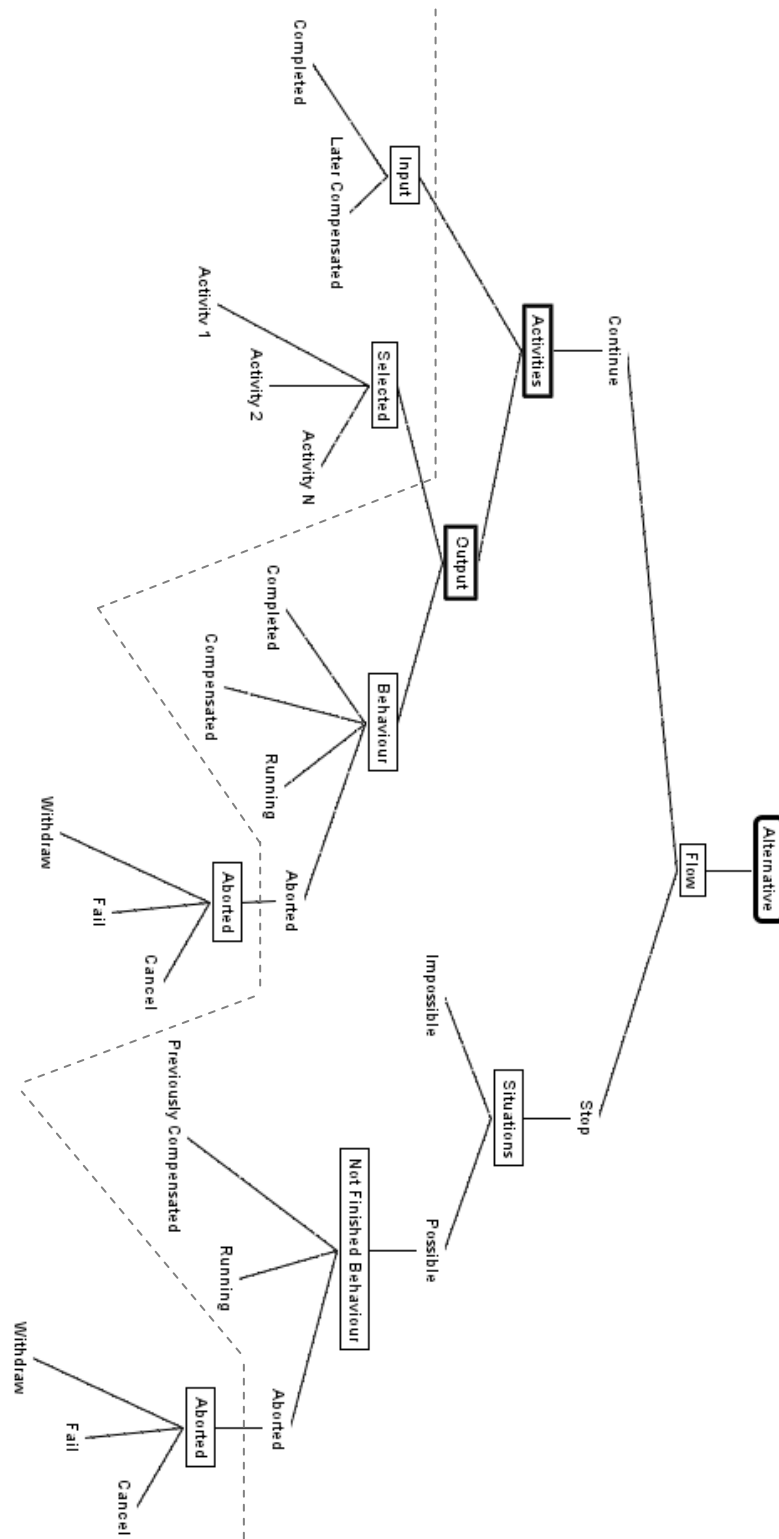 Alternative
Flow
Continue
Stop
Activities
Situations
Input
Output
Impossible
Possible
Completed
Later Compensated
Selected
Behaviour
Not Finished Behaviour
Activity 1
Activity 2
Activity N
Completed
Compensated
Running
Aborted
Previously Compensated
Running
Aborted
Aborted
Aborted
Withdraw
Fail
Cancel
Withdraw
Fail
Cancel